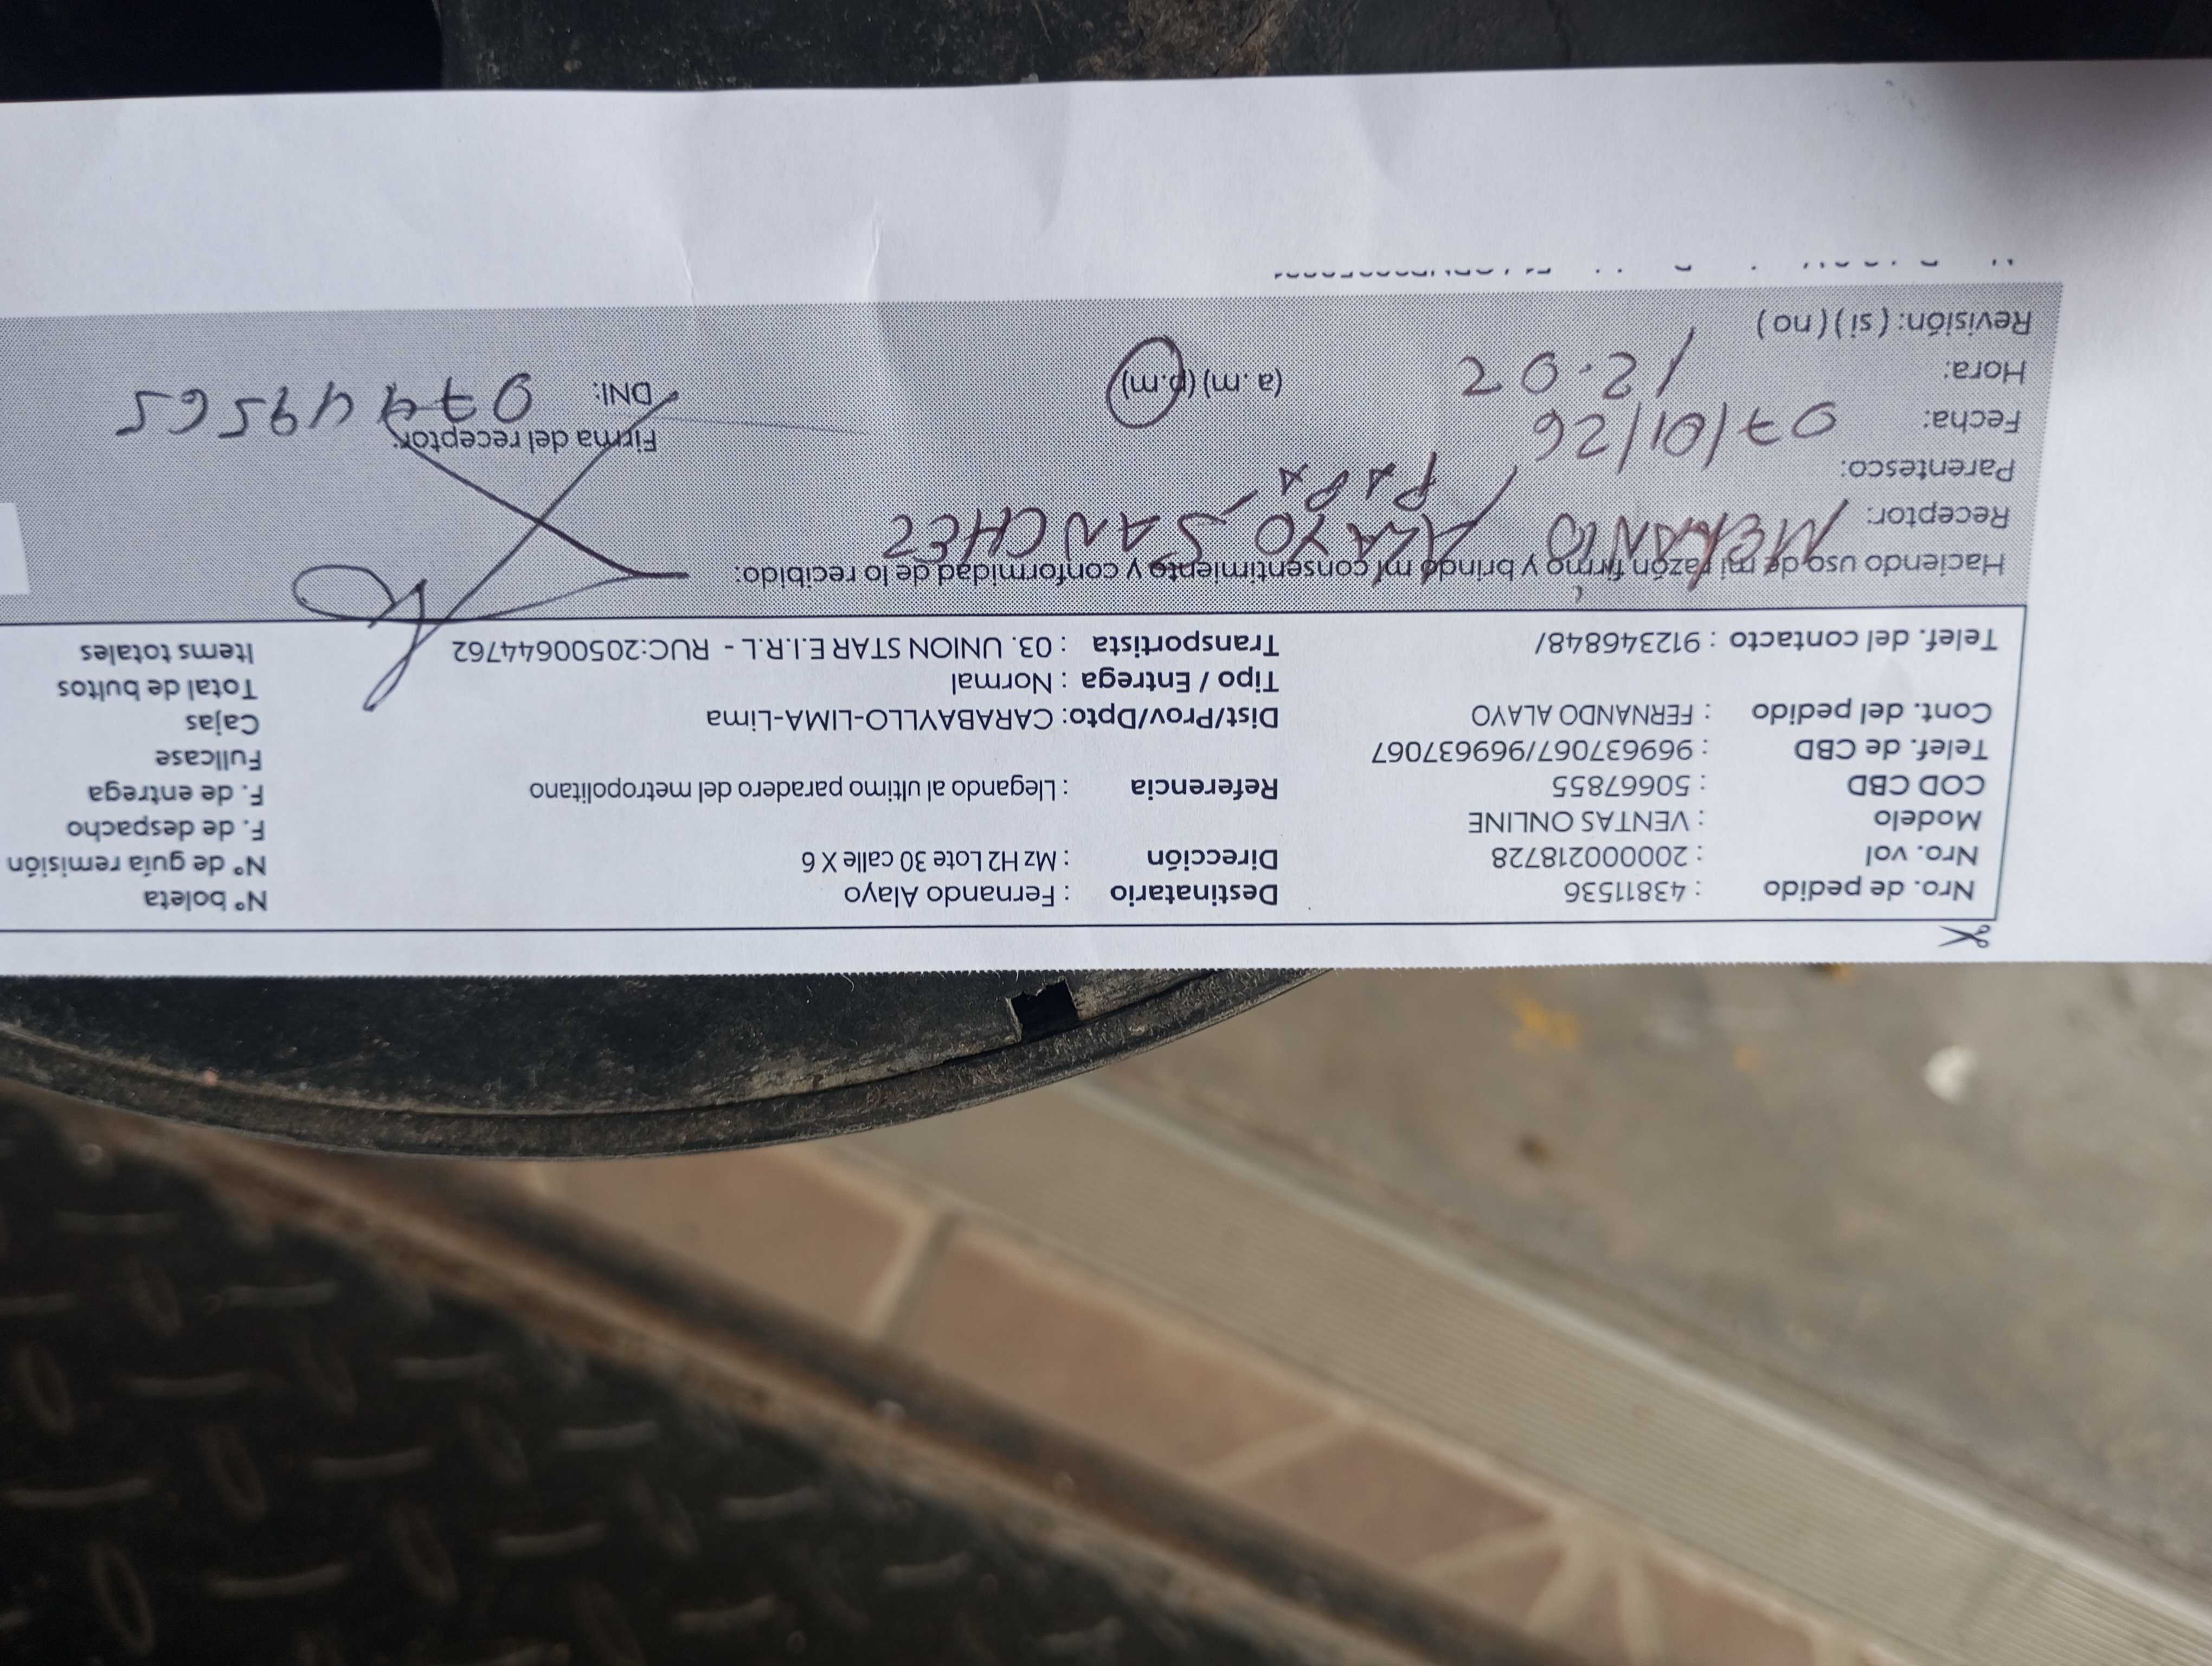 Nro. de pedido : 43811536 Destinatario : Fernando Alayo N° boleta
Nro. vol : 200000218728 Dirección : Mz H2 Lote 30 calle X 6 N° de guía remisión
Modelo : VENTAS ONLINE F. de despacho
COD CBD : 50667855 Referencia : Llegando al ultimo paradero del metropolitano F. de entrega
Telef. de CBD : 969637067/969637067 Fullcase
Cont. del pedido : FERNANDO ALAYO Dist/Prov/Dpto: CARABAYLLO-LIMA-Lima Cajas
Tipo / Entrega : Normal Total de bultos
Telef. del contacto : 912346848/ Transportista : 03. UNION STAR E.I.R.L - RUC:20500644762 Items totales
Haciendo uso de mi razón firmo y brindo mi consentimiento y conformidad de lo recibido:
Receptor: ALAYO SANCHEZ
Parentesco: PAPA
Firma del receptor:
Fecha: 07/01/26
Hora: 12.02 (a.m) (p.m) DNI:
Revisión: (si) (no)